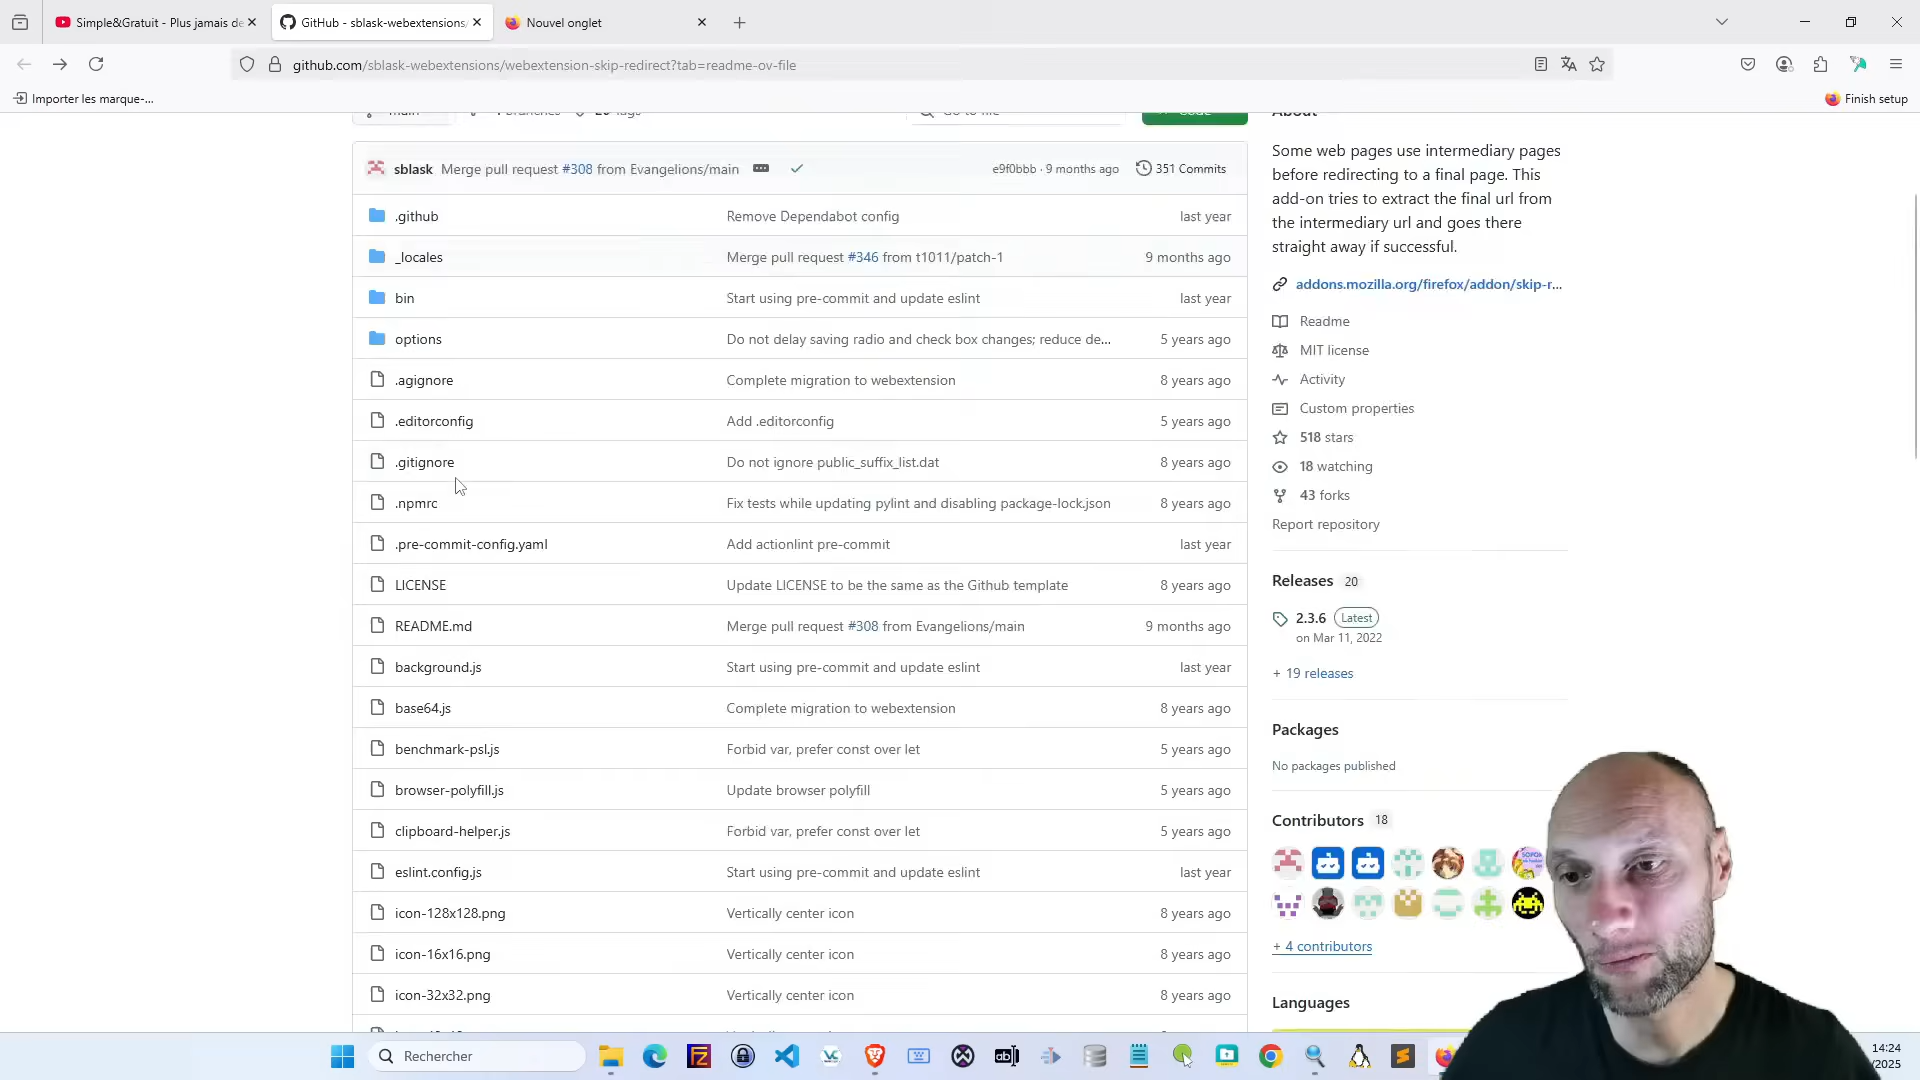 Simple&Gratuit - Plus jamais de
GitHub - sblask-webextensions/
Nouvel onglet
github.com/sblask-webextensions/webextension-skip-redirect?tab=readme-ov-file
Importer les marque-...
Finish setup
main
branches
Tags
Go to file
Code
About
sblask Merge pull request #308 from Evangelions/main
e9f0bbb · 9 months ago
351 Commits
.github Remove Dependabot config last year
_locales Merge pull request #346 from t1011/patch-1 9 months ago
bin Start using pre-commit and update eslint last year
options Do not delay saving radio and check box changes; reduce de... 5 years ago
.agignore Complete migration to webextension 8 years ago
.editorconfig Add .editorconfig 5 years ago
.gitignore Do not ignore public_suffix_list.dat 8 years ago
.npmrc Fix tests while updating pylint and disabling package-lock.json 8 years ago
.pre-commit-config.yaml Add actionlint pre-commit last year
LICENSE Update LICENSE to be the same as the Github template 8 years ago
README.md Merge pull request #308 from Evangelions/main 9 months ago
background.js Start using pre-commit and update eslint last year
base64.js Complete migration to webextension 8 years ago
benchmark-psl.js Forbid var, prefer const over let 5 years ago
browser-polyfill.js Update browser polyfill 5 years ago
clipboard-helper.js Forbid var, prefer const over let 5 years ago
eslint.config.js Start using pre-commit and update eslint last year
icon-128x128.png Vertically center icon 8 years ago
icon-16x16.png Vertically center icon 8 years ago
icon-32x32.png Vertically center icon 8 years ago
Some web pages use intermediary pages
before redirecting to a final page. This
add-on tries to extract the final url from
the intermediary url and goes there
straight away if successful.
addons.mozilla.org/firefox/addon/skip-r...
Readme
MIT license
Activity
Custom properties
518 stars
18 watching
43 forks
Report repository
Releases 20
2.3.6 Latest
on Mar 11, 2022
+ 19 releases
Packages
No packages published
Contributors 18
+ 4 contributors
Languages
Rechercher
14:24
/2025